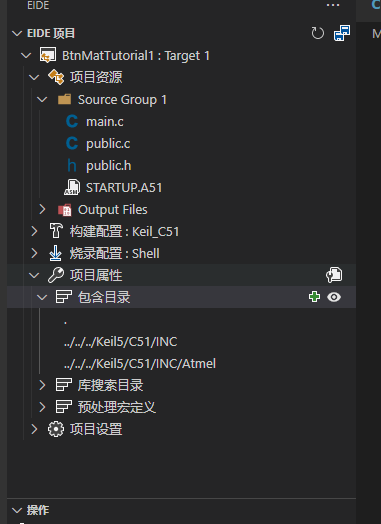 EIDE
EIDE 项目
BtnMatTutorial1 : Target 1
项目资源
Source Group 1
C main.c
C public.c
h public.h
ASM STARTUP.A51
Output Files
构建配置 : Keil_C51
烧录配置 : Shell
项目属性
包含目录
.
../../../Keil5/C51/INC
../../../Keil5/C51/INC/Atmel
库搜索目录
预处理宏定义
项目设置
操作